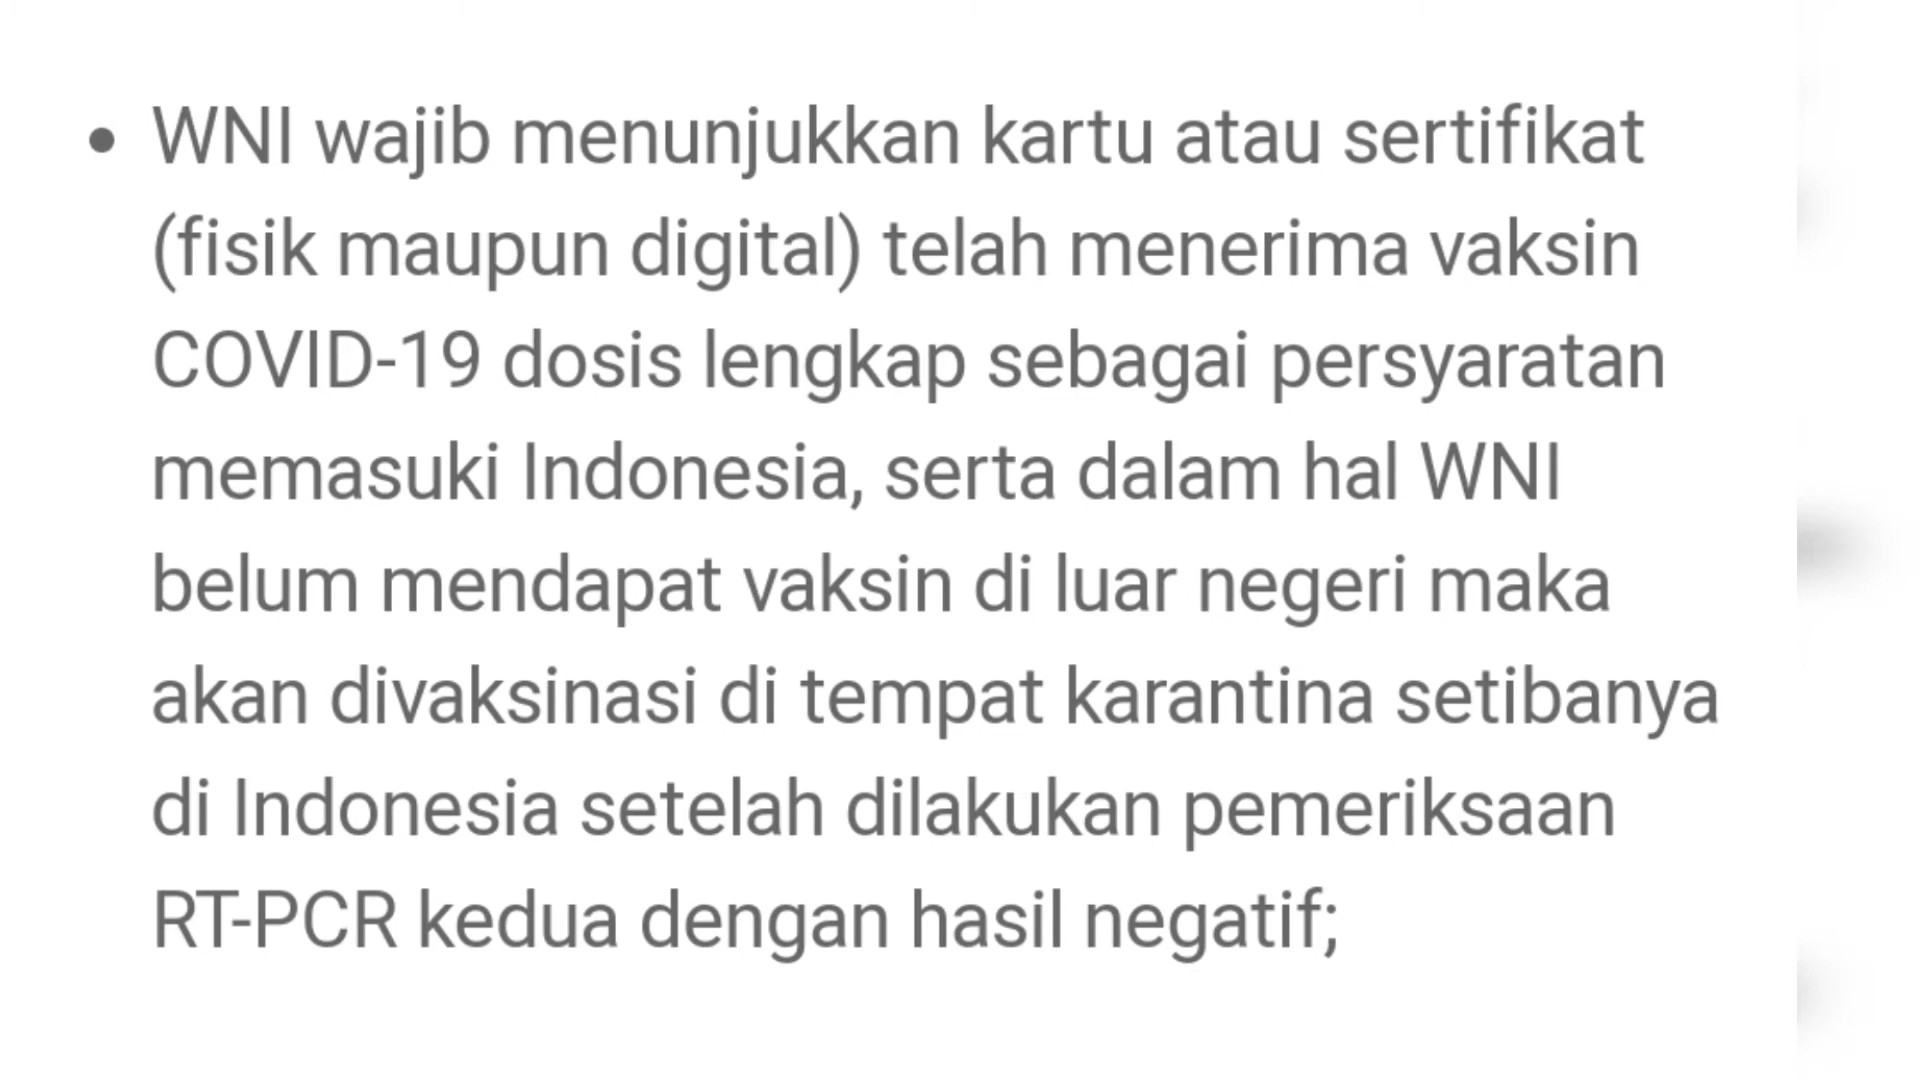 • WNI wajib menunjukkan kartu atau sertifikat
(fisik maupun digital) telah menerima vaksin
COVID-19 dosis lengkap sebagai persyaratan
memasuki Indonesia, serta dalam hal WNI
belum mendapat vaksin di luar negeri maka
akan divaksinasi di tempat karantina setibanya
di Indonesia setelah dilakukan pemeriksaan
RT-PCR kedua dengan hasil negatif;